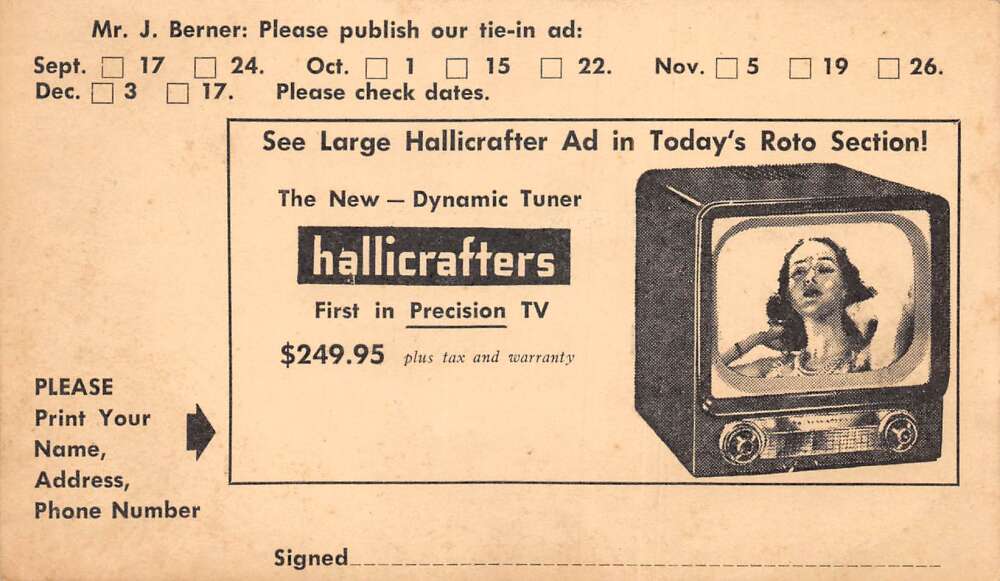 Mr. J. Berner: Please publish our tie-in ad:
Sept. ☐ 17 ☐ 24. Oct. ☐ 1 ☐ 15 ☐ 22. Nov. ☐ 5 ☐ 19 ☐ 26.
Dec. ☐ 3 ☐ 17. Please check dates.
See Large Hallicrafter Ad in Today's Roto Section!
The New — Dynamic Tuner
hallicrafters
First in Precision TV
$249.95 plus tax and warranty
PLEASE
Print Your
Name,
Address,
Phone Number
Signed